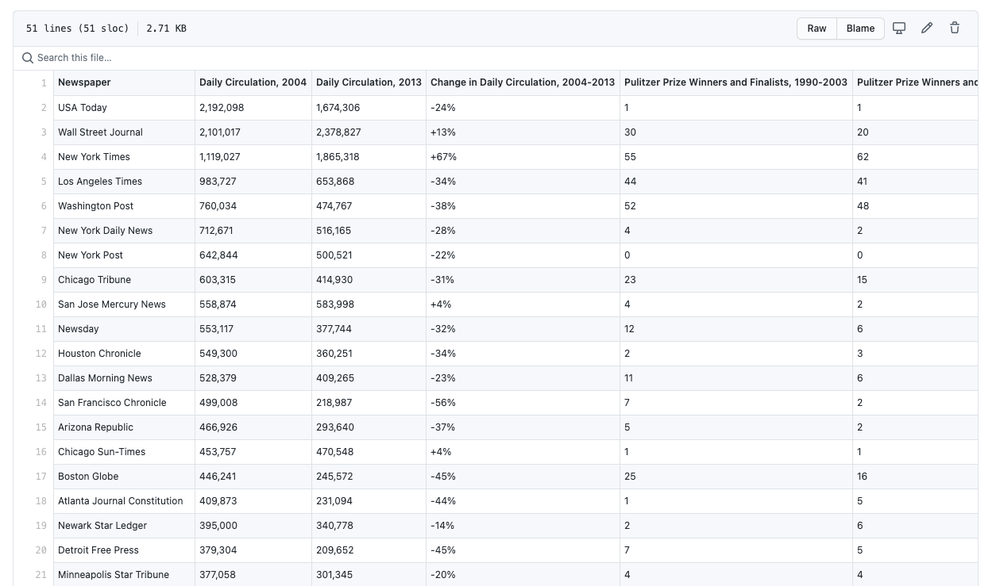 51 lines (51 sloc) 2.71 KB Raw Blame
Search this file...
1 Newspaper Daily Circulation, 2004 Daily Circulation, 2013 Change in Daily Circulation, 2004-2013 Pulitzer Prize Winners and Finalists, 1990-2003 Pulitzer Prize Winners and
2 USA Today 2,192,098 1,674,306 -24% 1 1
3 Wall Street Journal 2,101,017 2,378,827 +13% 30 20
4 New York Times 1,119,027 1,865,318 +67% 55 62
5 Los Angeles Times 983,727 653,868 -34% 44 41
6 Washington Post 760,034 474,767 -38% 52 48
7 New York Daily News 712,671 516,165 -28% 4 2
8 New York Post 642,844 500,521 -22% 0 0
9 Chicago Tribune 603,315 414,930 -31% 23 15
10 San Jose Mercury News 558,874 583,998 +4% 4 2
11 Newsday 553,117 377,744 -32% 12 6
12 Houston Chronicle 549,300 360,251 -34% 2 3
13 Dallas Morning News 528,379 409,265 -23% 11 6
14 San Francisco Chronicle 499,008 218,987 -56% 7 2
15 Arizona Republic 466,926 293,640 -37% 5 2
16 Chicago Sun-Times 453,757 470,548 +4% 1 1
17 Boston Globe 446,241 245,572 -45% 25 16
18 Atlanta Journal Constitution 409,873 231,094 -44% 1 5
19 Newark Star Ledger 395,000 340,778 -14% 2 6
20 Detroit Free Press 379,304 209,652 -45% 7 5
21 Minneapolis Star Tribune 377,058 301,345 -20% 4 4